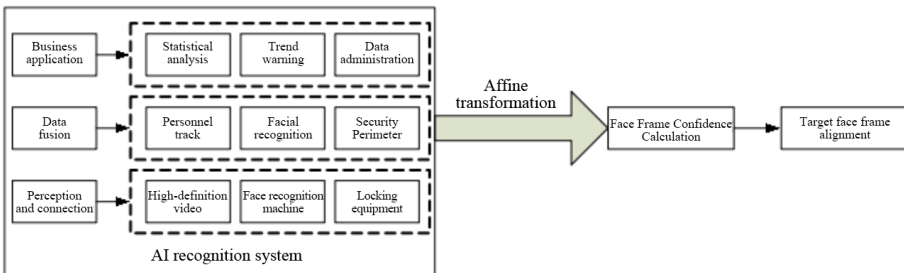 Business
application
Statistical
analysis
Trend
warning
Data
administration
Data
fusion
Personnel
track
Facial
recognition
Security
Perimeter
Perception
and connection
High-definition
video
Face recognition
machine
Locking
equipment
AI recognition system
Affine
transformation
Face Frame Confidence
Calculation
Target face frame
alignment